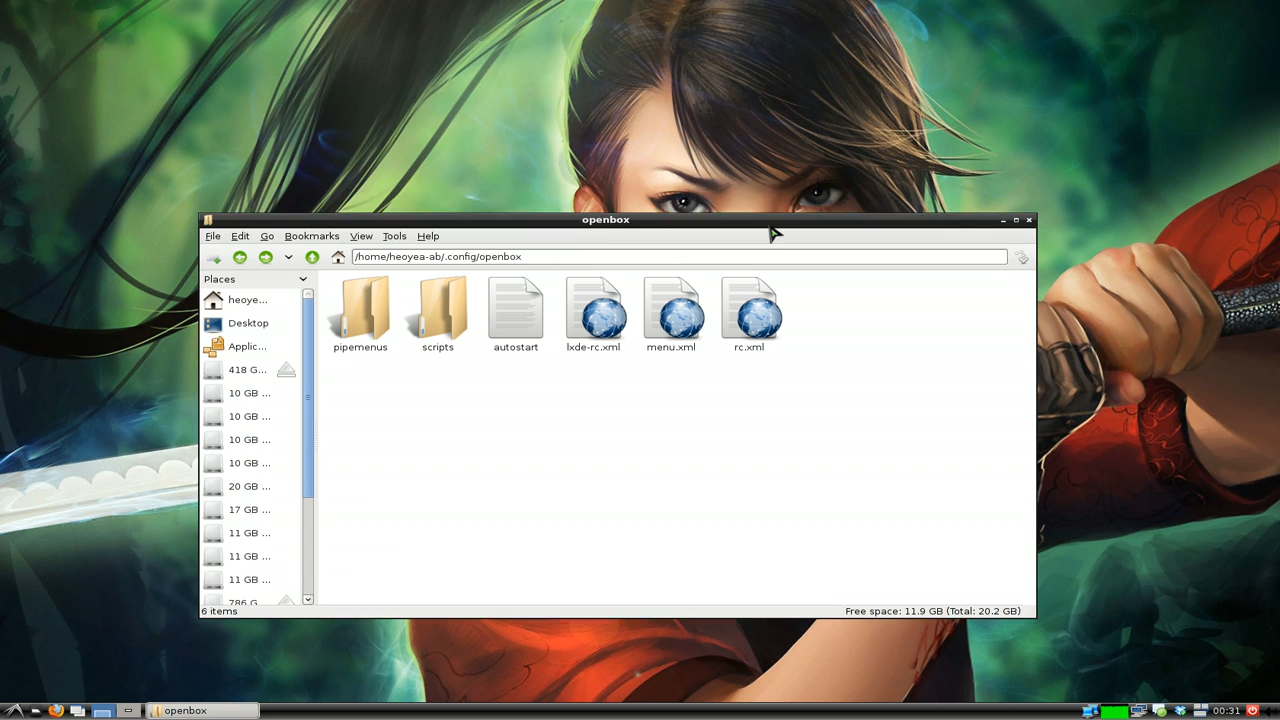 openbox
File Edit Go Bookmarks View Tools Help
/home/heoyea-ab/.config/openbox
Places
heoye...
Desktop
Applic...
418 G...
10 GB ...
10 GB ...
10 GB ...
10 GB ...
20 GB ...
17 GB ...
11 GB ...
11 GB ...
11 GB ...
786 G...
pipemenus scripts autostart lxde-rc.xml menu.xml rc.xml
6 items Free space: 11.9 GB (Total: 20.2 GB)
openbox 00:31